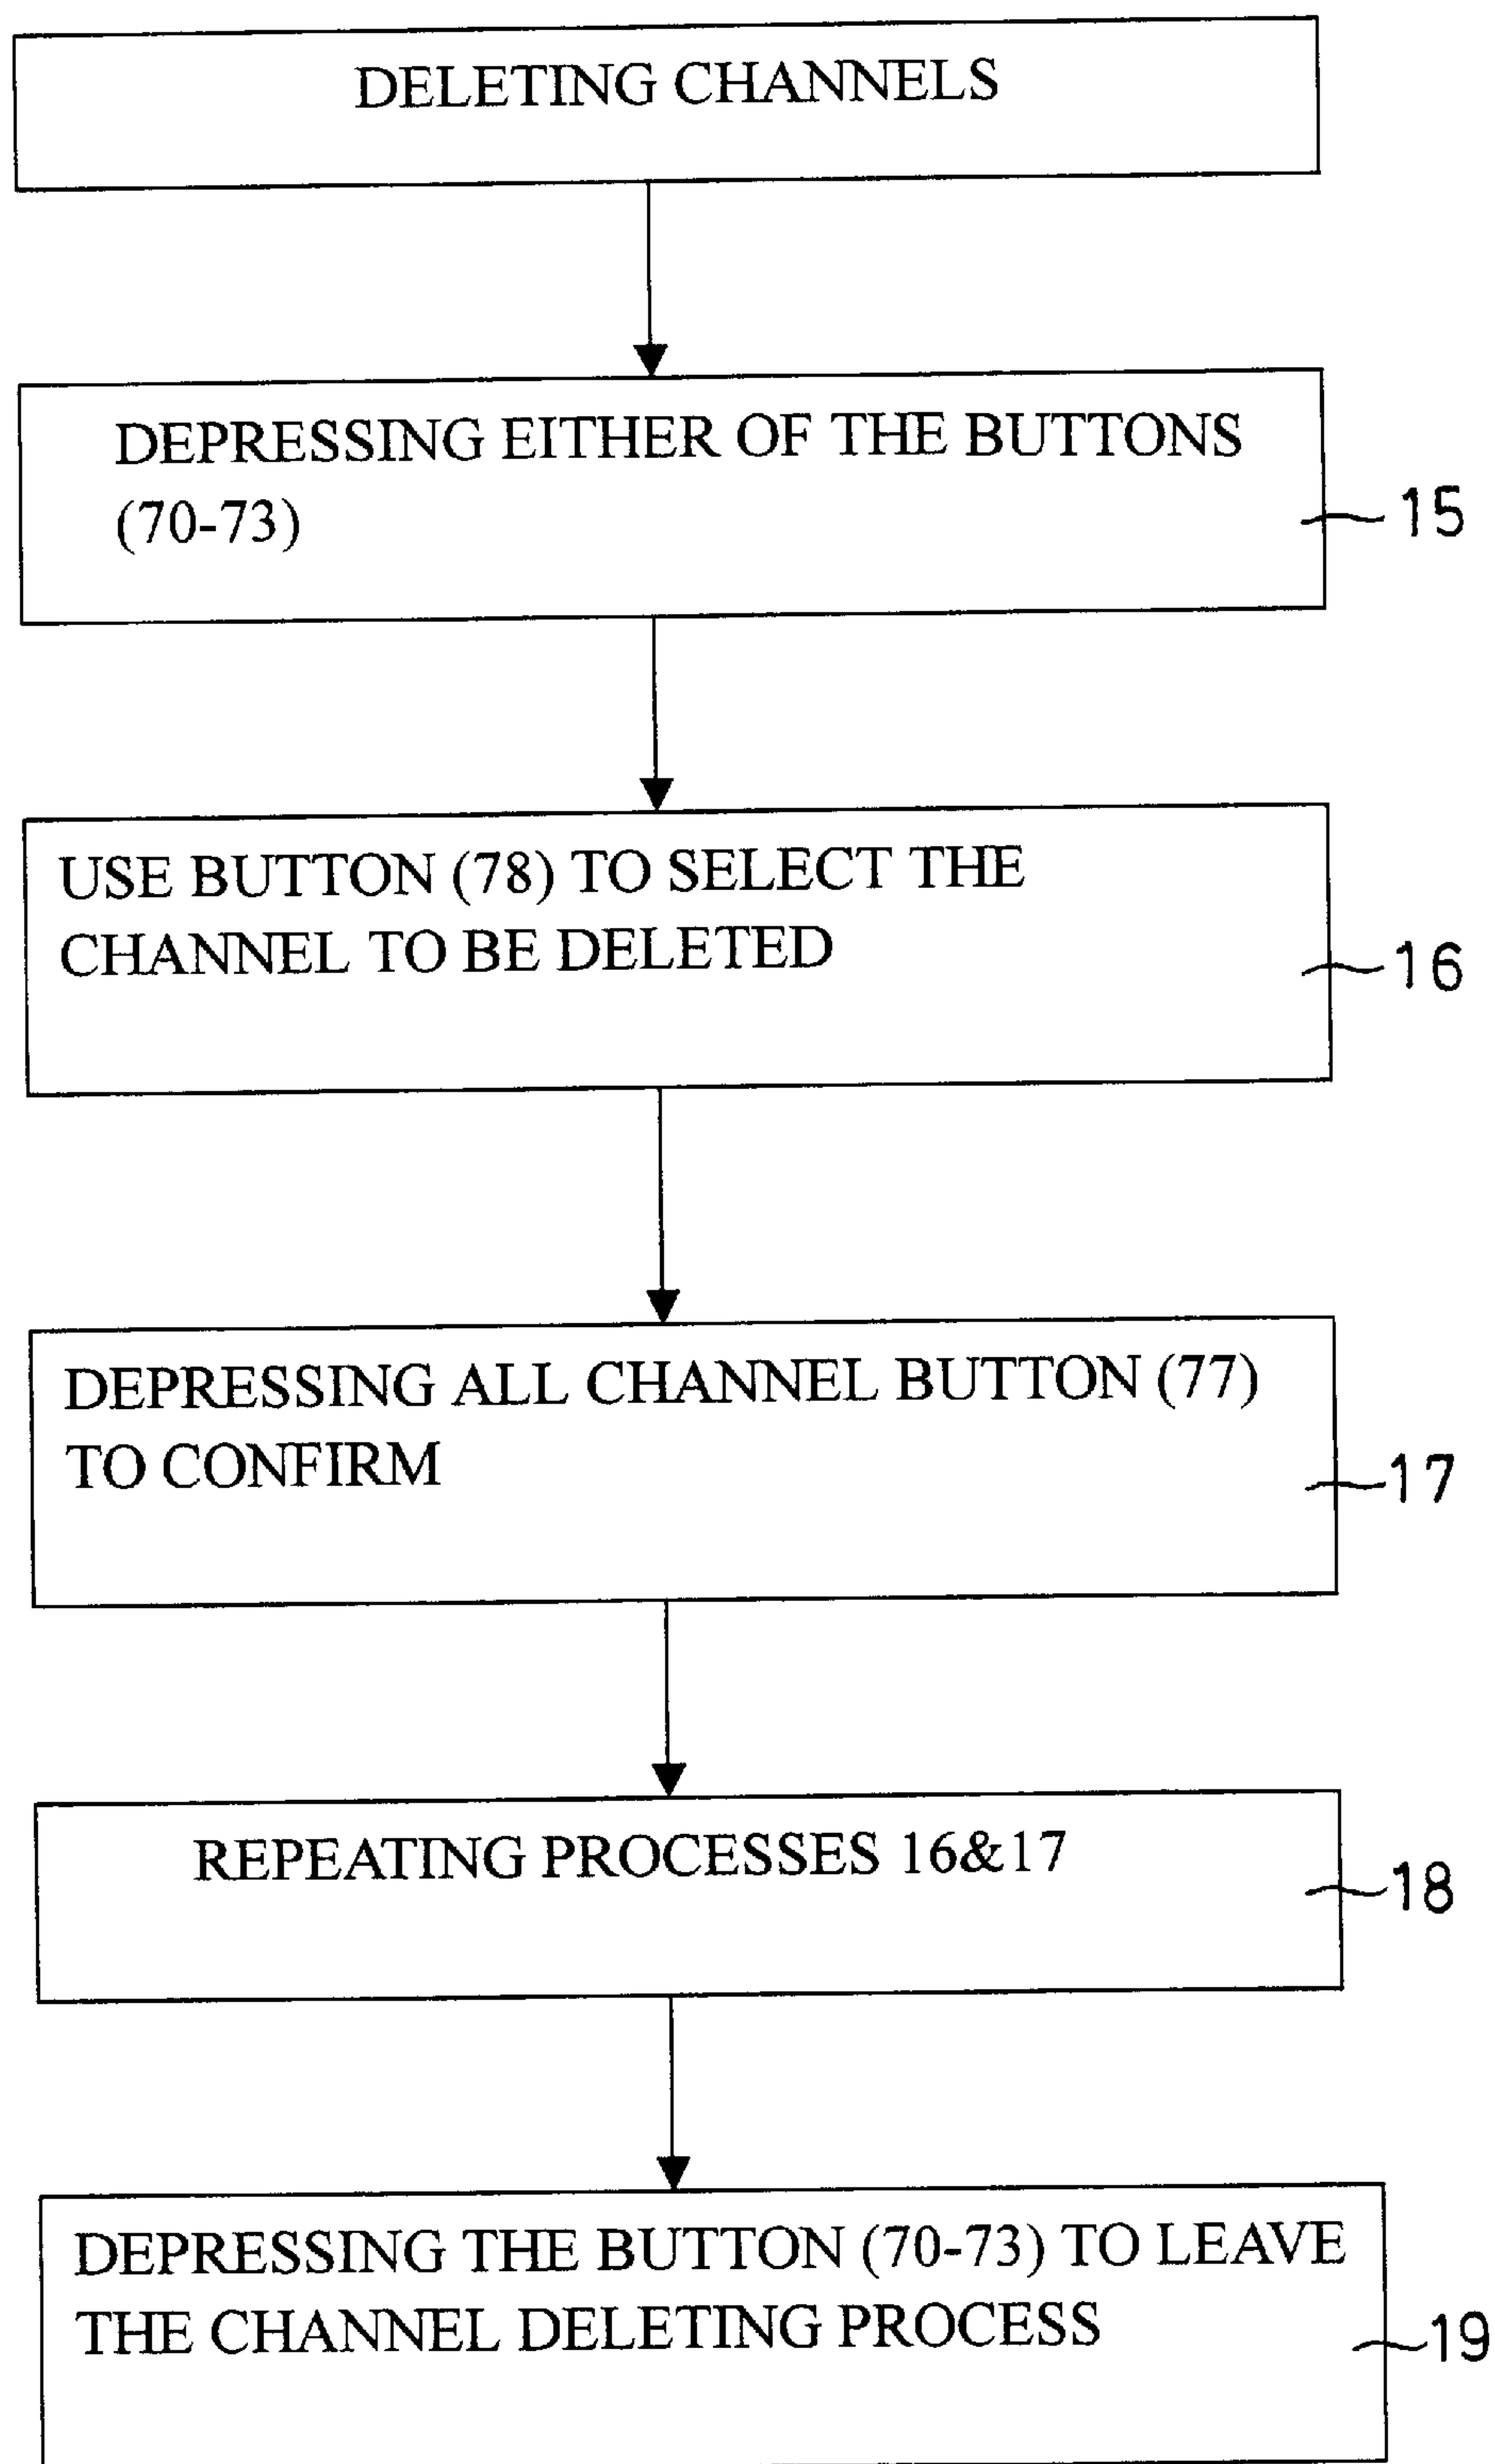 DELETING CHANNELS
DEPRESSING EITHER OF THE BUTTONS
(70-73)
15
USE BUTTON (78) TO SELECT THE
CHANNEL TO BE DELETED
16
DEPRESSING ALL CHANNEL BUTTON (77)
TO CONFIRM
17
REPEATING PROCESSES 16&17
18
DEPRESSING THE BUTTON (70-73) TO LEAVE
THE CHANNEL DELETING PROCESS
19